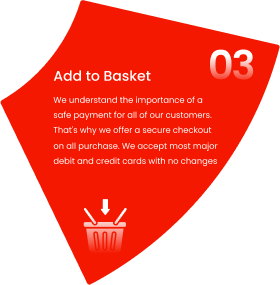 03
Add to Basket
We understand the importance of a
safe payment for all of our customers.
That's why we offer a secure checkout
on all purchase. We accept most major
debit and credit cards with no changes